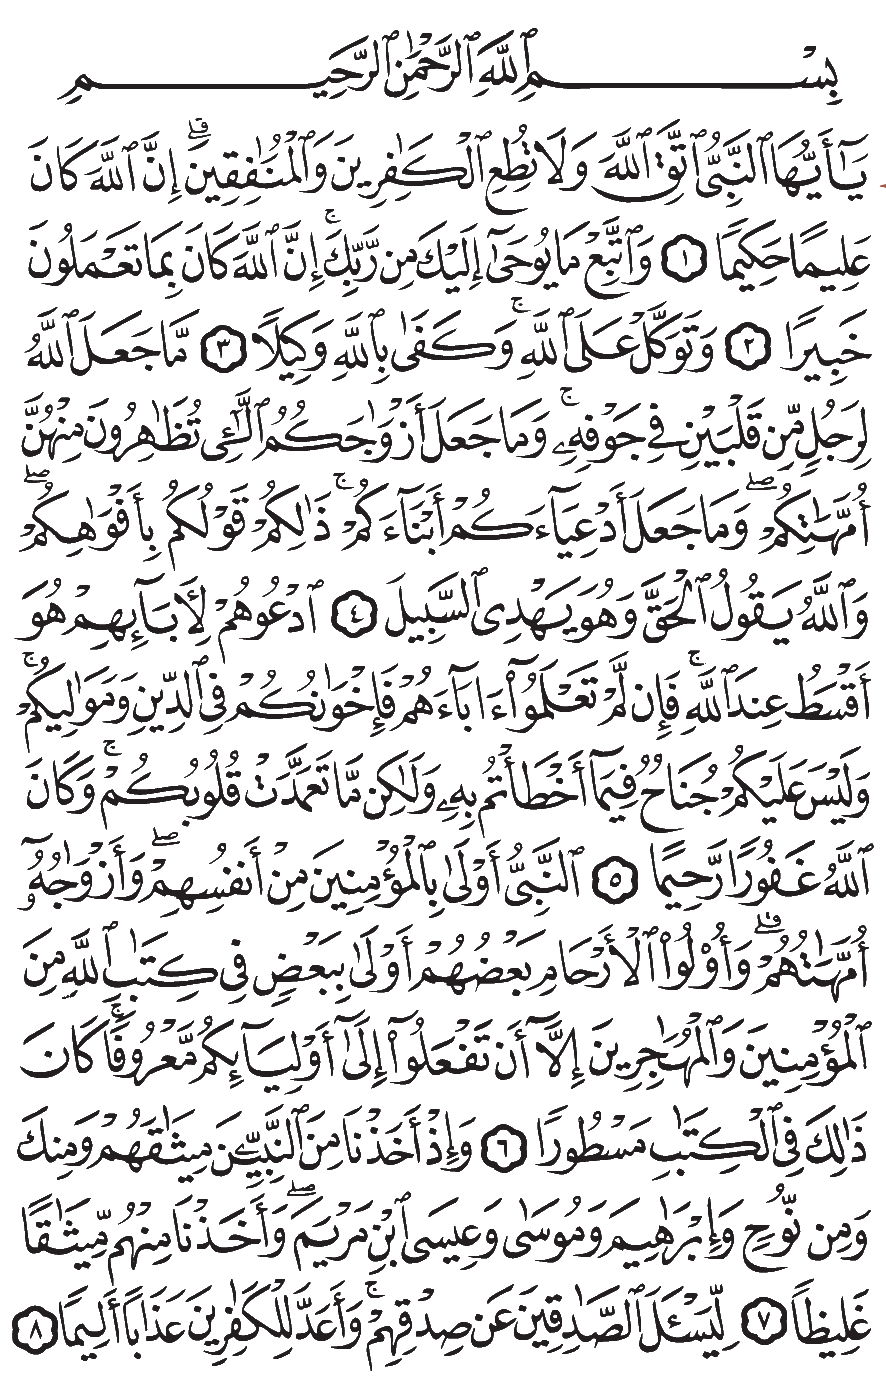 بِسْمِ ٱللَّهِ ٱلرَّحْمَٰنِ ٱلرَّحِيمِ
يَـٰٓأَيُّهَا ٱلنَّبِىُّ ٱتَّقِ ٱللَّهَ وَلَا تُطِعِ ٱلْكَـٰفِرِينَ وَٱلْمُنَـٰفِقِينَ ۗ إِنَّ ٱللَّهَ كَانَ
عَلِيمًا حَكِيمًا ١ وَٱتَّبِعْ مَا يُوحَىٰٓ إِلَيْكَ مِن رَّبِّكَ ۚ إِنَّ ٱللَّهَ كَانَ بِمَا تَعْمَلُونَ
خَبِيرًا ٢ وَتَوَكَّلْ عَلَى ٱللَّهِ ۚ وَكَفَىٰ بِٱللَّهِ وَكِيلًا ٣ مَّا جَعَلَ ٱللَّهُ
لِرَجُلٍ مِّن قَلْبَيْنِ فِى جَوْفِهِۦ ۚ وَمَا جَعَلَ أَزْوَٰجَكُمُ ٱلَّـٰٓـِٔى تُظَـٰهِرُونَ مِنْهُنَّ
أُمَّهَـٰتِكُمْ ۚ وَمَا جَعَلَ أَدْعِيَآءَكُمْ أَبْنَآءَكُمْ ۚ ذَٰلِكُمْ قَوْلُكُم بِأَفْوَٰهِكُمْ ۖ
وَٱللَّهُ يَقُولُ ٱلْحَقَّ وَهُوَ يَهْدِى ٱلسَّبِيلَ ٤ ٱدْعُوهُمْ لِـَٔابَآئِهِمْ هُوَ
أَقْسَطُ عِندَ ٱللَّهِ ۚ فَإِن لَّمْ تَعْلَمُوٓا۟ ءَابَآءَهُمْ فَإِخْوَٰنُكُمْ فِى ٱلدِّينِ وَمَوَٰلِيكُمْ ۚ
وَلَيْسَ عَلَيْكُمْ جُنَاحٌ فِيمَآ أَخْطَأْتُم بِهِۦ وَلَـٰكِن مَّا تَعَمَّدَتْ قُلُوبُكُمْ ۚ وَكَانَ
ٱللَّهُ غَفُورًا رَّحِيمًا ٥ ٱلنَّبِىُّ أَوْلَىٰ بِٱلْمُؤْمِنِينَ مِنْ أَنفُسِهِمْ ۖ وَأَزْوَٰجُهُۥٓ
أُمَّهَـٰتُهُمْ ۗ وَأُو۟لُوا۟ ٱلْأَرْحَامِ بَعْضُهُمْ أَوْلَىٰ بِبَعْضٍ فِى كِتَـٰبِ ٱللَّهِ مِنَ
ٱلْمُؤْمِنِينَ وَٱلْمُهَـٰجِرِينَ إِلَّآ أَن تَفْعَلُوٓا۟ إِلَىٰٓ أَوْلِيَآئِكُم مَّعْرُوفًا ۚ كَانَ
ذَٰلِكَ فِى ٱلْكِتَـٰبِ مَسْطُورًا ٦ وَإِذْ أَخَذْنَا مِنَ ٱلنَّبِيِّـۧنَ مِيثَـٰقَهُمْ وَمِنكَ
وَمِن نُّوحٍ وَإِبْرَٰهِيمَ وَمُوسَىٰ وَعِيسَى ٱبْنِ مَرْيَمَ ۖ وَأَخَذْنَا مِنْهُم مِّيثَـٰقًا
غَلِيظًا ٧ لِّيَسْـَٔلَ ٱلصَّـٰدِقِينَ عَن صِدْقِهِمْ ۚ وَأَعَدَّ لِلْكَـٰفِرِينَ عَذَابًا أَلِيمًا ٨